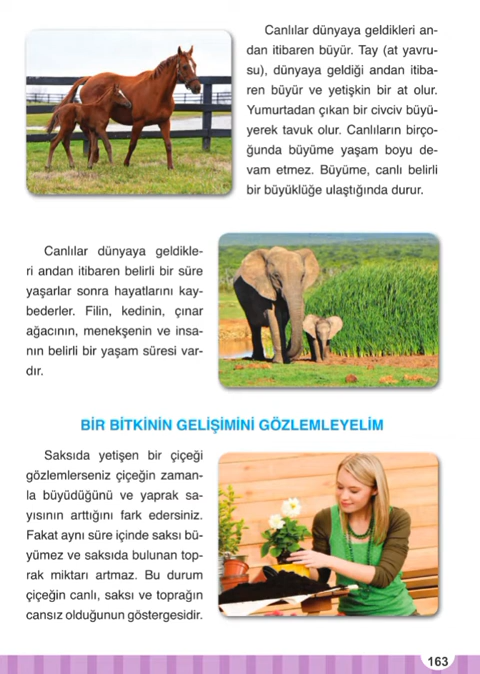 Canlılar dünyaya geldikleri an-
dan itibaren büyür. Tay (at yavru-
su), dünyaya geldiği andan itiba-
ren büyür ve yetişkin bir at olur.
Yumurtadan çıkan bir civciv büyü-
yerek tavuk olur. Canlıların birço-
ğunda büyüme yaşam boyu de-
vam etmez. Büyüme, canlı belirli
bir büyüklüğe ulaştığında durur.
Canlılar dünyaya geldikle-
ri andan itibaren belirli bir süre
yaşarlar sonra hayatlarını kay-
bederler. Filin, kedinin, çınar
ağacının, menekşenin ve insa-
nın belirli bir yaşam süresi var-
dır.
BİR BİTKİNİN GELİŞİMİNİ GÖZLEMLEYELİM
Saksıda yetişen bir çiçeği
gözlemlerseniz çiçeğin zaman-
la büyüdüğünü ve yaprak sa-
yısının arttığını fark edersiniz.
Fakat aynı süre içinde saksı bü-
yümez ve saksıda bulunan top-
rak miktarı artmaz. Bu durum
çiçeğin canlı, saksı ve toprağın
cansız olduğunun göstergesidir.
163